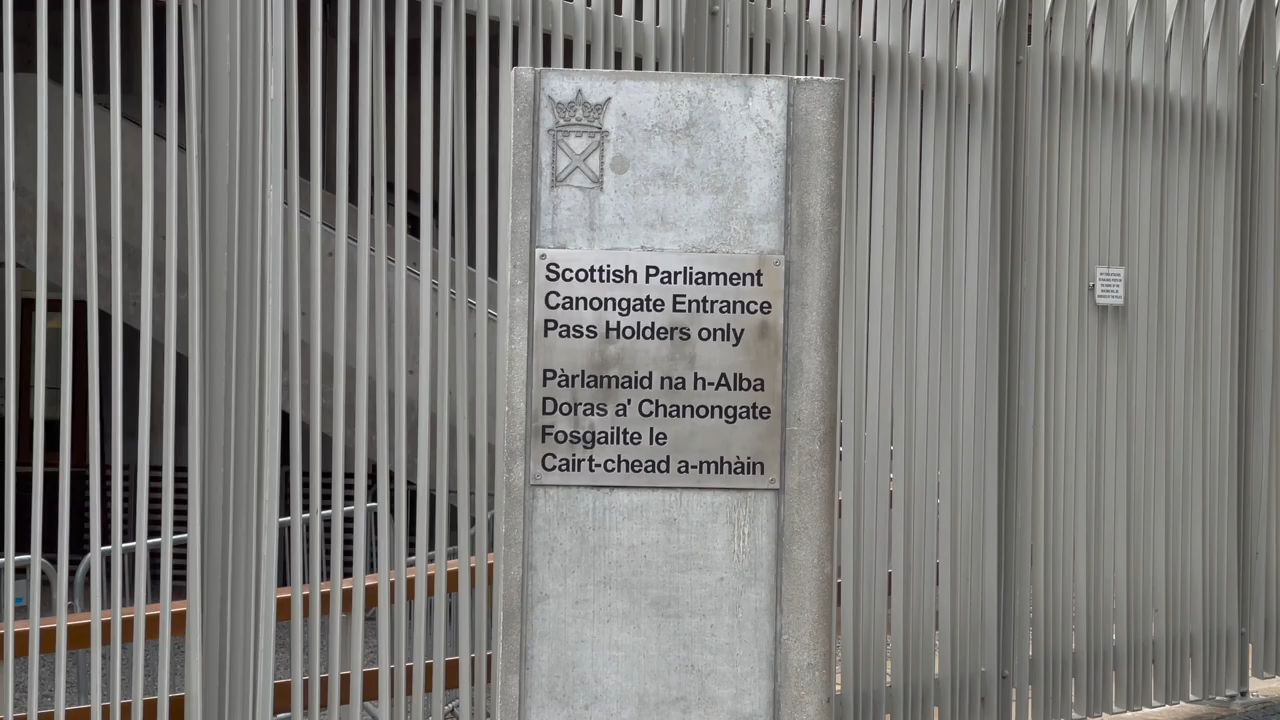 Scottish Parliament
Canongate Entrance
Pass Holders only
Pàrlamaid na h-Alba
Doras a' Chanongate
Fosgailte le
Cairt-chead a-mhàin